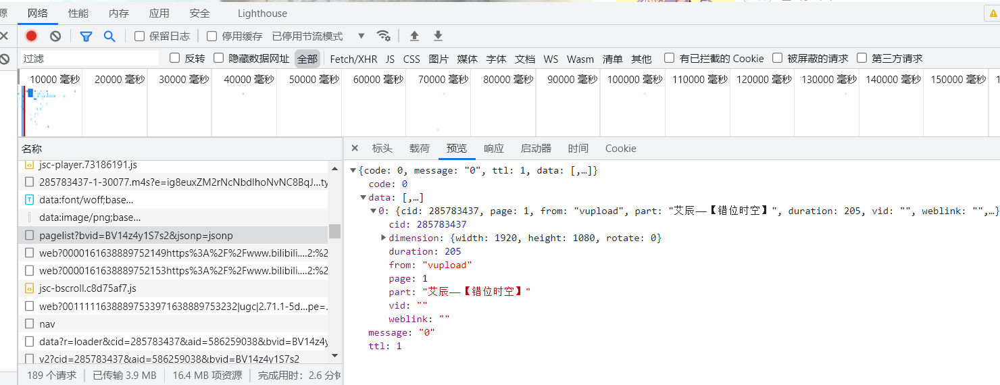 源 网络 性能 内存 应用 安全 Lighthouse
保留日志 停用缓存 已停用节流模式
过滤 反转 隐藏数据网址 全部 Fetch/XHR JS CSS 图片 媒体 字体 文档 WS Wasm 清单 其他 有已拦截的 Cookie 被屏蔽的请求 第三方请求
10000 毫秒 20000 毫秒 30000 毫秒 40000 毫秒 50000 毫秒 60000 毫秒 70000 毫秒 80000 毫秒 90000 毫秒 100000 毫秒 110000 毫秒 120000 毫秒 130000 毫秒 140000 毫秒 150000 毫秒 1
名称
jsc-player.73186191.js
285783437-1-30077.m4s?e=ig8euxZM2rNcNbdlhoNvNC8BqJ...ty
data:font/woff;base...
data:image/png;base...
pagelist?bvid=BV14z4y1S7s2&jsonp=jsonp
web?0000161638889752149https%3A%2F%2Fwww.bilibili....2:%2
web?0000161638889752153https%3A%2F%2Fwww.bilibili....2:%2
jsc-bscroll.c8d75af7.js
web?0011111638889753397163889753232|ugc|2.71.1-5d...pe=.
nav
data?r=loader&cid=285783437&aid=586259038&bvid=BV14z4y
v2?cid=285783437&aid=586259038&bvid=BV14z4y1S7s2
189 个请求 已传输 3.9 MB 16.4 MB 项资源 完成用时：2.6 分钟
标头 载荷 预览 响应 启动器 时间 Cookie
{code: 0, message: "0", ttl: 1, data: [,…]}
code: 0
data: [,…]
0: {cid: 285783437, page: 1, from: "vupload", part: "艾辰——【错位时空】", duration: 205, vid: "", weblink: "",…}
cid: 285783437
dimension: {width: 1920, height: 1080, rotate: 0}
duration: 205
from: "vupload"
page: 1
part: "艾辰——【错位时空】"
vid: ""
weblink: ""
message: "0"
ttl: 1